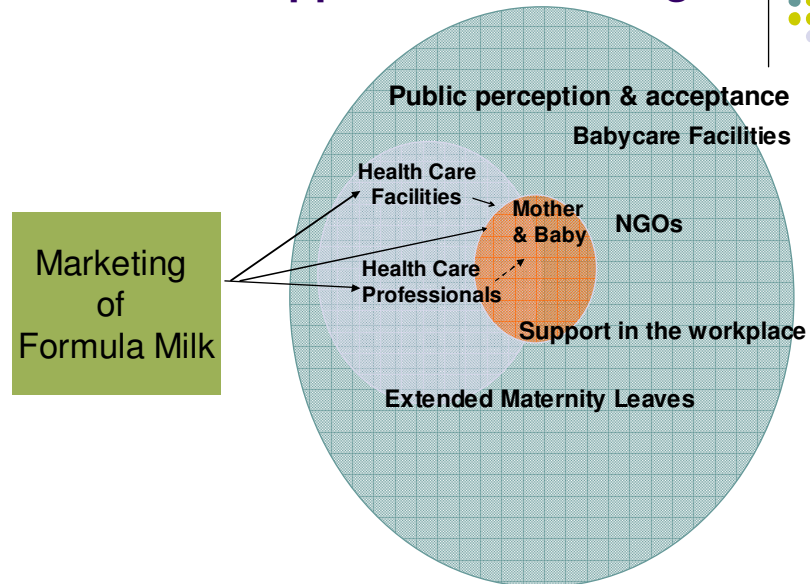 Public perception & acceptance
Babycare Facilities
Health Care
Facilities
Mother
& Baby
NGOs
Marketing
of
Formula Milk
Health Care
Professionals
Support in the workplace
Extended Maternity Leaves